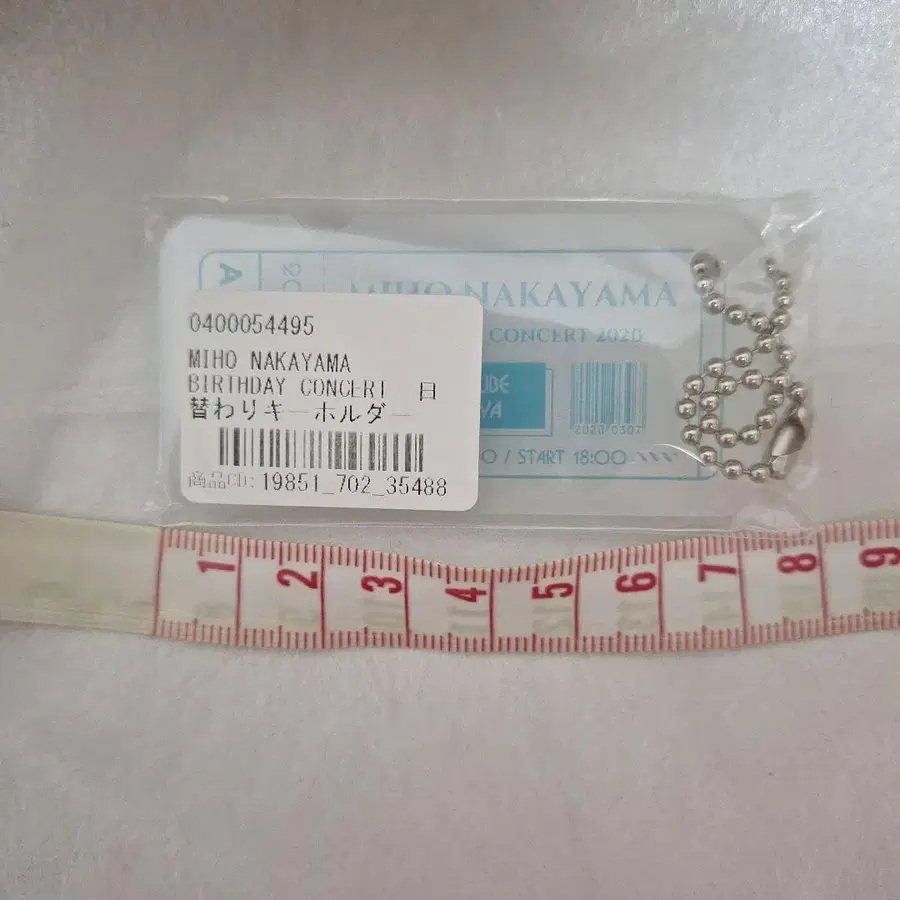 A
MIHO NAKAYAMA
CONCERT 2020
2020 0307
/ START 18:00
0400054495
MIHO NAKAYAMA
BIRTHDAY CONCERT 日
替わりキーホルダー
商品CD: 19851_702_35488
1 2 3 4 5 6 7 8 9